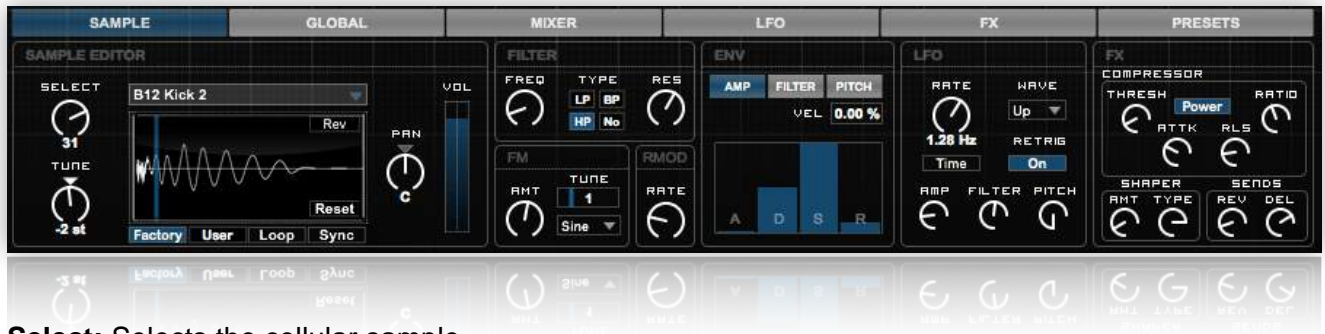 SAMPLE GLOBAL MIXER LFO FX PRESETS
SAMPLE EDITOR
SELECT
31
TUNE
-2 st
B12 Kick 2
Rev
Reset
Factory User Loop Sync
PAN
C
VOL
FILTER
FREQ TYPE RES
LP BP
HP No
FM
AMT TUNE
1
Sine
RMOD
RATE
ENV
AMP FILTER PITCH
VEL 0.00 %
A D S R
LFO
RATE WAVE
Up
1.28 Hz RETRIG
Time On
AMP FILTER PITCH
FX
COMPRESSOR
THRESH Power RATIO
ATTK RLS
SHAPER SENDS
AMT TYPE REV DEL
Select: Selects the cellular sample